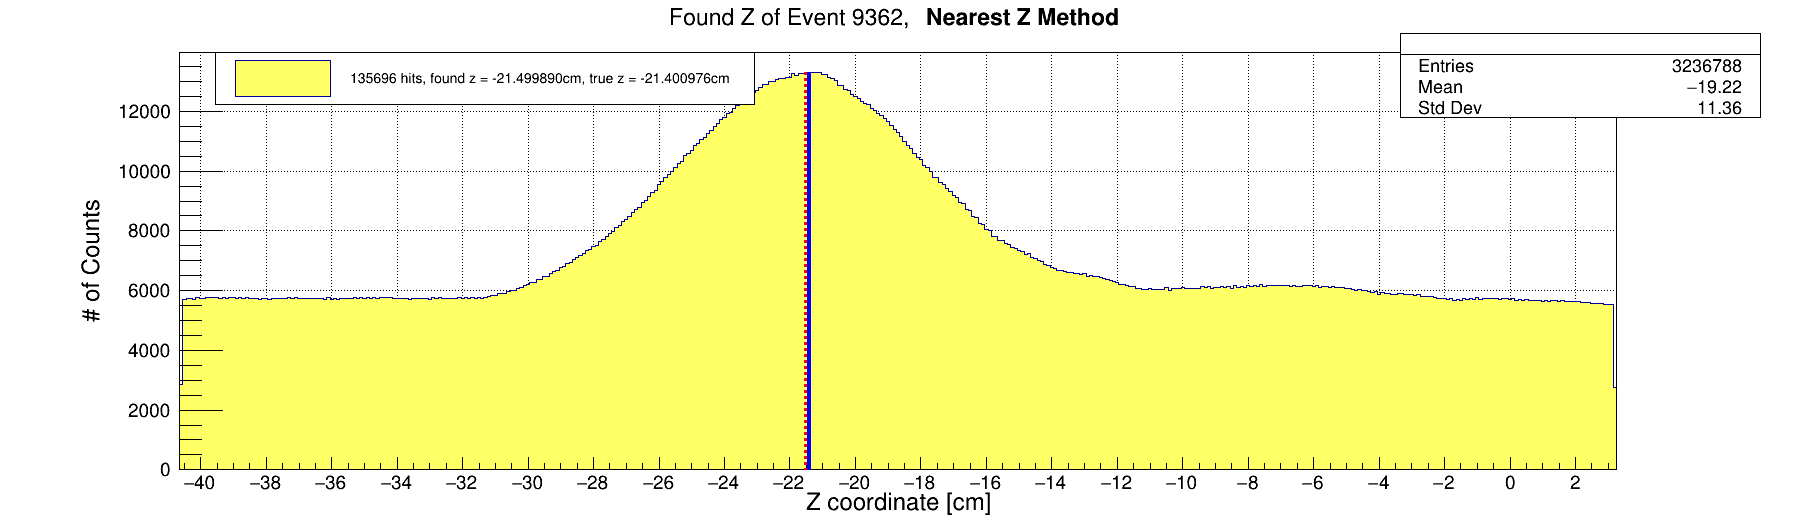 Found Z of Event 9362, Nearest Z Method
135696 hits, found z = -21.499890cm, true z = -21.400976cm
Entries 3236788
Mean −19.22
Std Dev 11.36
12000
10000
8000
6000
4000
2000
0
# of Counts
−40 −38 −36 −34 −32 −30 −28 −26 −24 −22 −20 −18 −16 −14 −12 −10 −8 −6 −4 −2 0 2
Z coordinate [cm]